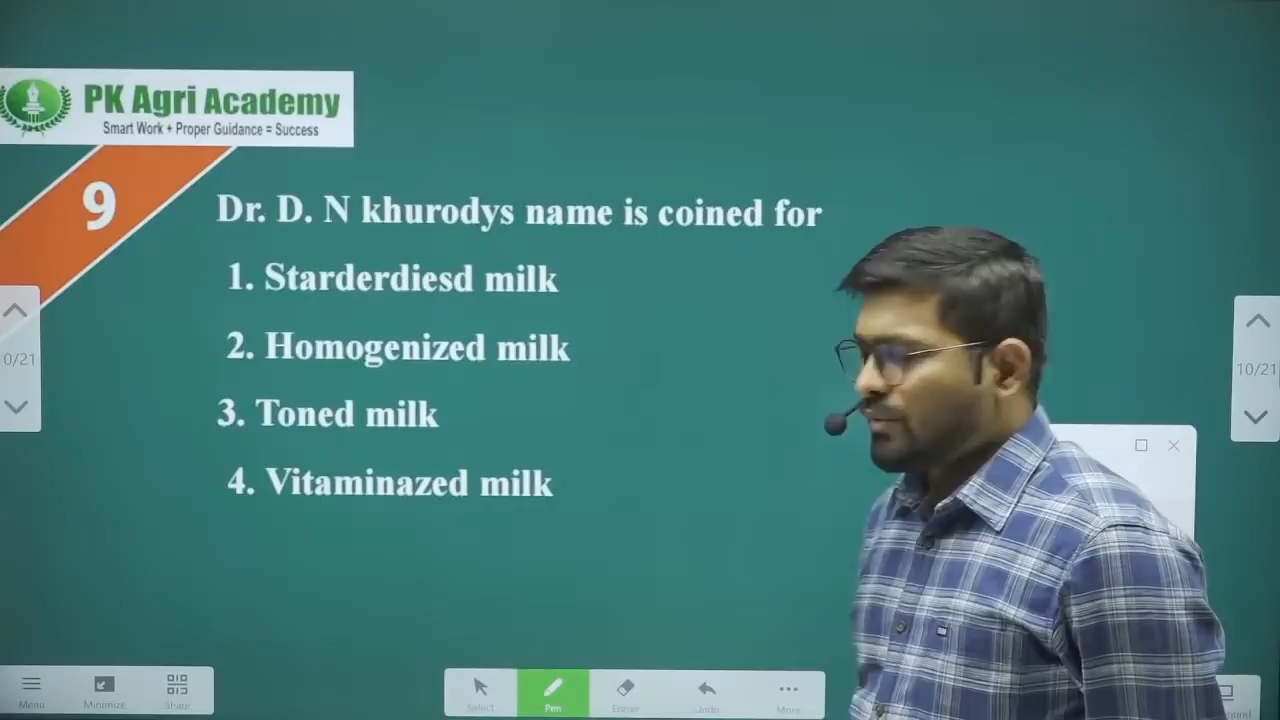 PK Agri Academy
Smart Work + Proper Guidance = Success
9
Dr. D. N khurodys name is coined for
1. Starderdiesd milk
2. Homogenized milk
3. Toned milk
4. Vitaminazed milk
0/21
10/21
Menu
Minimize
Share
Select
Pen
Eraser
Undo
More